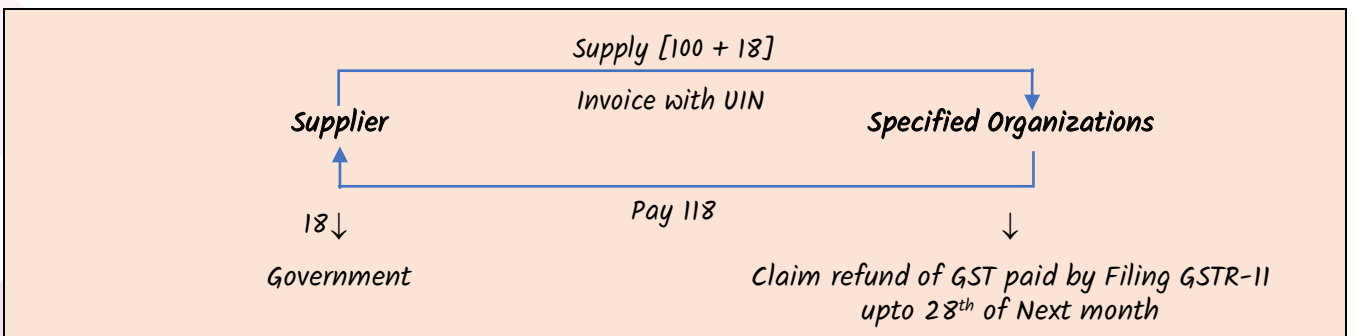 Supply [100 + 18]
Invoice with UIN
Supplier
Specified Organizations
Pay 118
18↓
↓
Government
Claim refund of GST paid by Filing GSTR-11
upto 28th of Next month